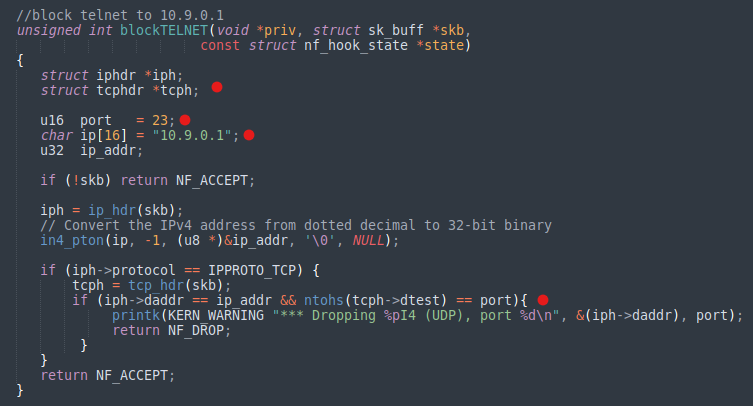 //block telnet to 10.9.0.1
unsigned int blockTELNET(void *priv, struct sk_buff *skb,
                       const struct nf_hook_state *state)
{
   struct iphdr *iph;
   struct tcphdr *tcph;

   u16  port   = 23;
   char ip[16] = "10.9.0.1";
   u32  ip_addr;

   if (!skb) return NF_ACCEPT;

   iph = ip_hdr(skb);
   // Convert the IPv4 address from dotted decimal to 32-bit binary
   in4_pton(ip, -1, (u8 *)&ip_addr, '\0', NULL);

   if (iph->protocol == IPPROTO_TCP) {
       tcph = tcp_hdr(skb);
       if (iph->daddr == ip_addr && ntohs(tcph->dtest) == port){
            printk(KERN_WARNING "*** Dropping %pI4 (UDP), port %d\n", &(iph->daddr), port);
            return NF_DROP;
        }
   }
   return NF_ACCEPT;
}